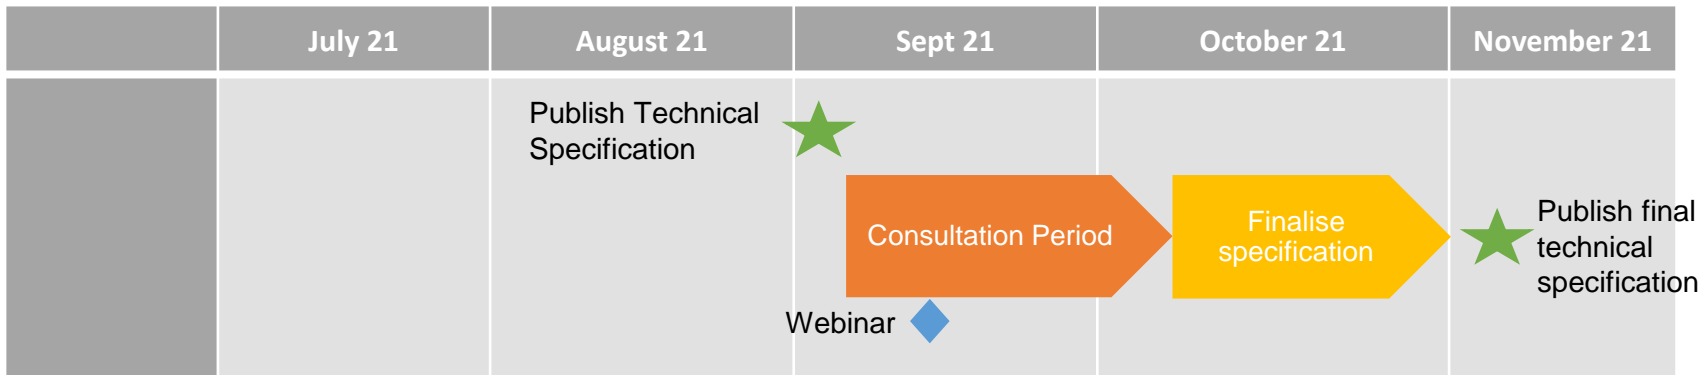 July 21
August 21
Sept 21
October 21
November 21
Publish Technical
Specification
Consultation Period
Finalise
specification
Publish final
technical
specification
Webinar